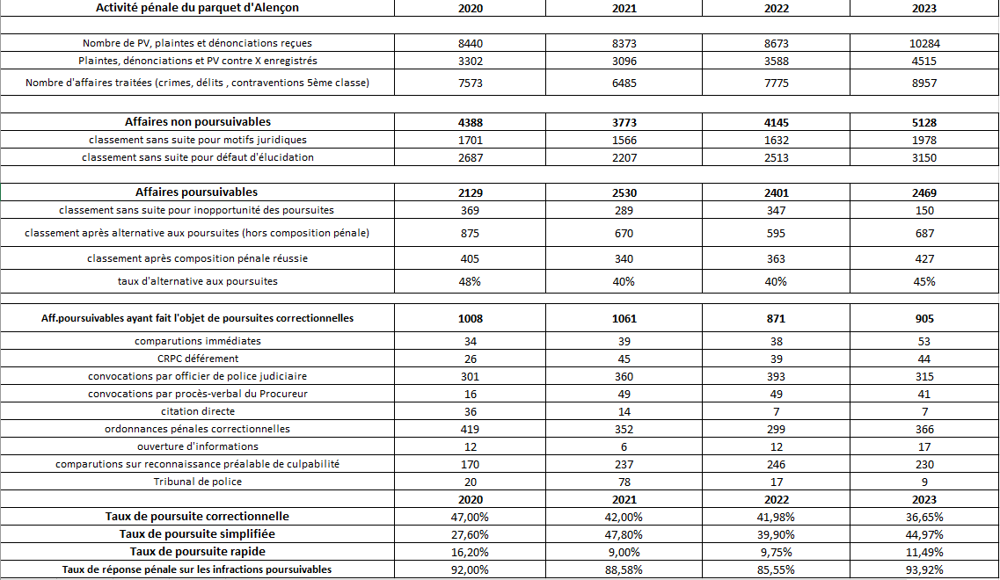 Activité pénale du parquet d'Alençon 2020 2021 2022 2023
Nombre de PV, plaintes et dénonciations reçues 8440 8373 8673 10284
Plaintes, dénonciations et PV contre X enregistrés 3302 3096 3588 4515
Nombre d'affaires traitées (crimes, délits , contraventions 5ème classe) 7573 6485 7775 8957
Affaires non poursuivables 4388 3773 4145 5128
classement sans suite pour motifs juridiques 1701 1566 1632 1978
classement sans suite pour défaut d'élucidation 2687 2207 2513 3150
Affaires poursuivables 2129 2530 2401 2469
classement sans suite pour inopportunité des poursuites 369 289 347 150
classement après alternative aux poursuites (hors composition pénale) 875 670 595 687
classement après composition pénale réussie 405 340 363 427
taux d'alternative aux poursuites 48% 40% 40% 45%
Aff.poursuivables ayant fait l'objet de poursuites correctionnelles 1008 1061 871 905
comparutions immédiates 34 39 38 53
CRPC déférement 26 45 39 44
convocations par officier de police judiciaire 301 360 393 315
convocations par procès-verbal du Procureur 16 49 49 41
citation directe 36 14 7 7
ordonnances pénales correctionnelles 419 352 299 366
ouverture d'informations 12 6 12 17
comparutions sur reconnaissance préalable de culpabilité 170 237 246 230
Tribunal de police 20 78 17 9
2020 2021 2022 2023
Taux de poursuite correctionnelle 47,00% 42,00% 41,98% 36,65%
Taux de poursuite simplifiée 27,60% 47,80% 39,90% 44,97%
Taux de poursuite rapide 16,20% 9,00% 9,75% 11,49%
Taux de réponse pénale sur les infractions poursuivables 92,00% 88,58% 85,55% 93,92%